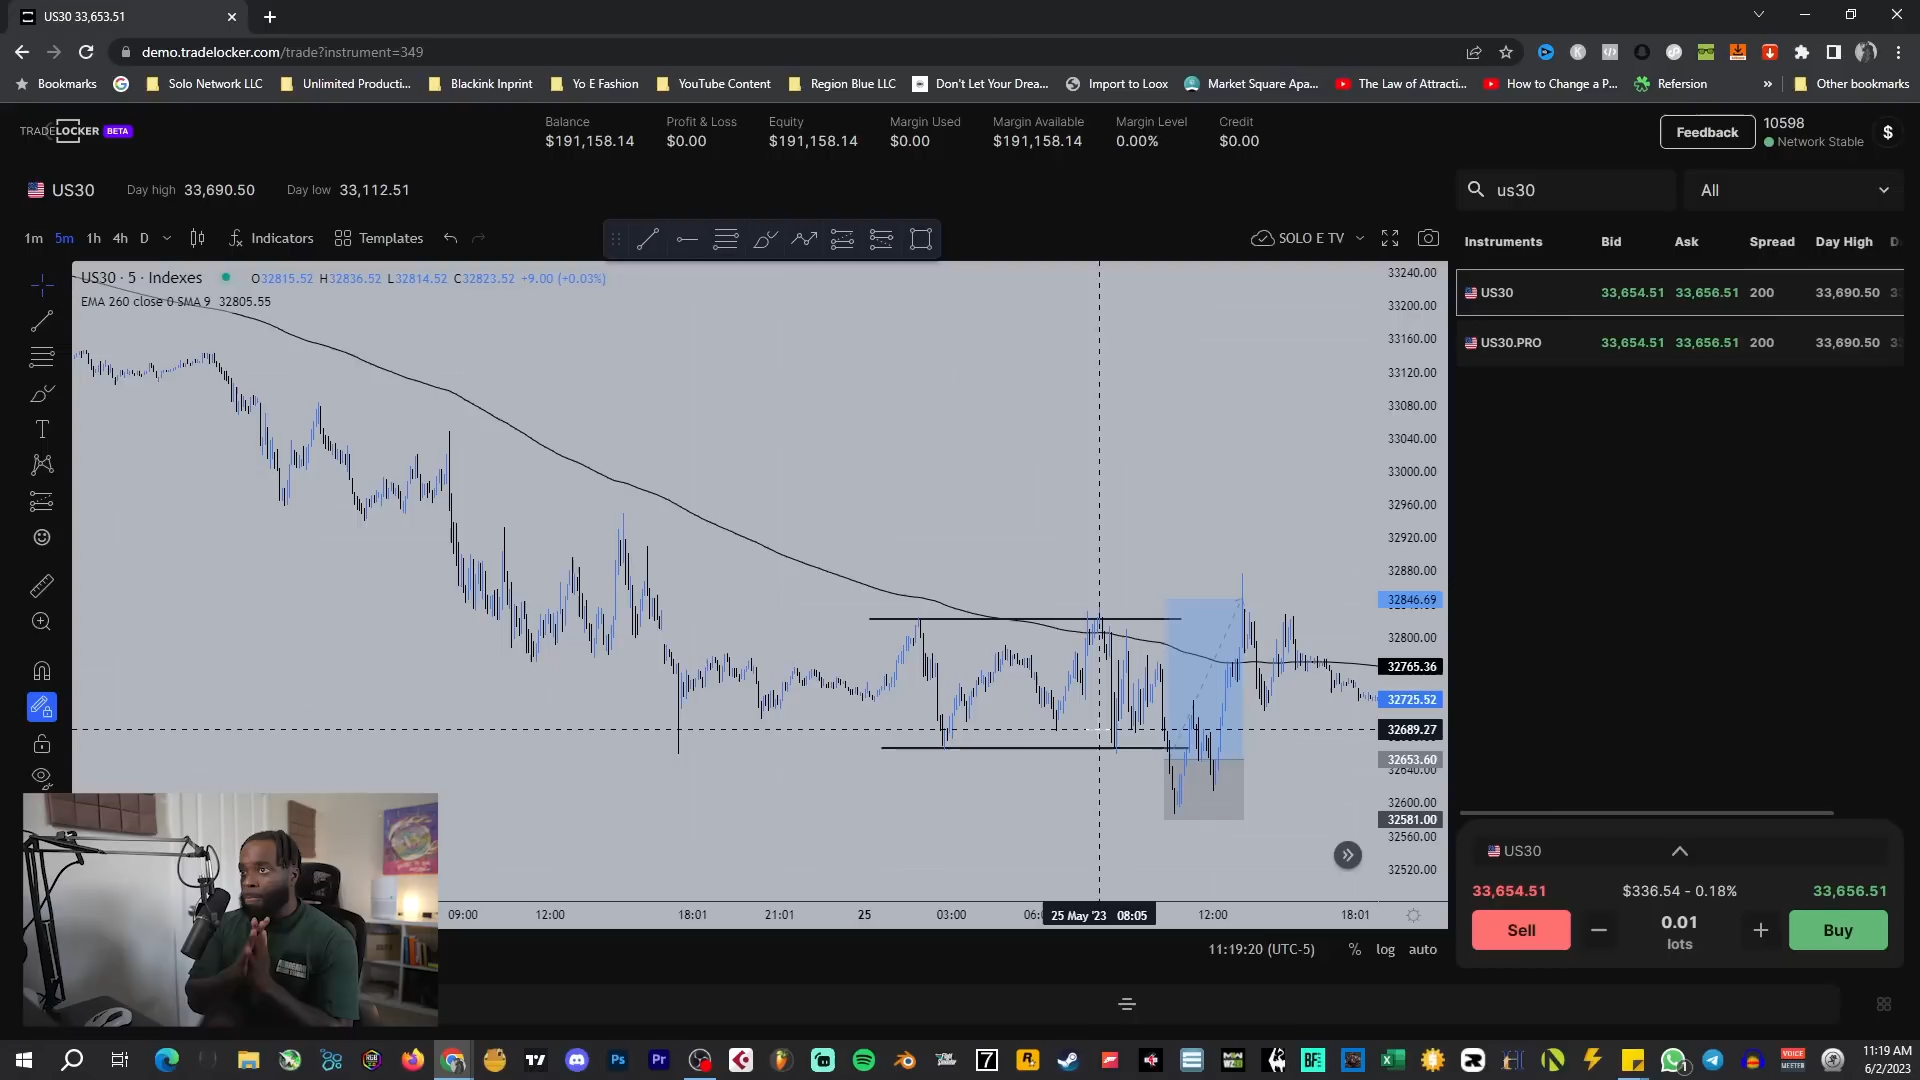 US30 33,653.51
demo.tradelocker.com/trade?instrument=349
Bookmarks
Solo Network LLC
Unlimited Producti...
Blackink Inprint
Yo E Fashion
YouTube Content
Region Blue LLC
Don't Let Your Drea...
Import to Loox
Market Square Apa...
The Law of Attracti...
How to Change a P...
Refersion
Other bookmarks
TRADELOCKER BETA
Balance
$191,158.14
Profit & Loss
$0.00
Equity
$191,158.14
Margin Used
$0.00
Margin Available
$191,158.14
Margin Level
0.00%
Credit
$0.00
Feedback
10598
Network Stable
$
US30 Day high 33,690.50 Day low 33,112.51
us30
All
1m 5m 1h 4h D
Indicators
Templates
SOLO E TV
Instruments Bid Ask Spread Day High D
US30 33,654.51 33,656.51 200 33,690.50
US30.PRO 33,654.51 33,656.51 200 33,690.50
US30 · 5 · Indexes O32815.52 H32836.52 L32814.52 C32823.52 +9.00 (+0.03%)
EMA 260 close 0 SMA 9 32805.55
33240.00
33200.00
33160.00
33120.00
33080.00
33040.00
33000.00
32960.00
32920.00
32880.00
32846.69
32800.00
32765.36
32725.52
32689.27
32653.60
32640.00
32600.00
32581.00
32560.00
32520.00
09:00 12:00 18:01 21:01 25 03:00 06:0 25 May '23 08:05 12:00 18:01
11:19:20 (UTC-5) % log auto
US30
33,654.51 $336.54 - 0.18% 33,656.51
Sell
0.01
lots
Buy
11:19 AM
6/2/2023